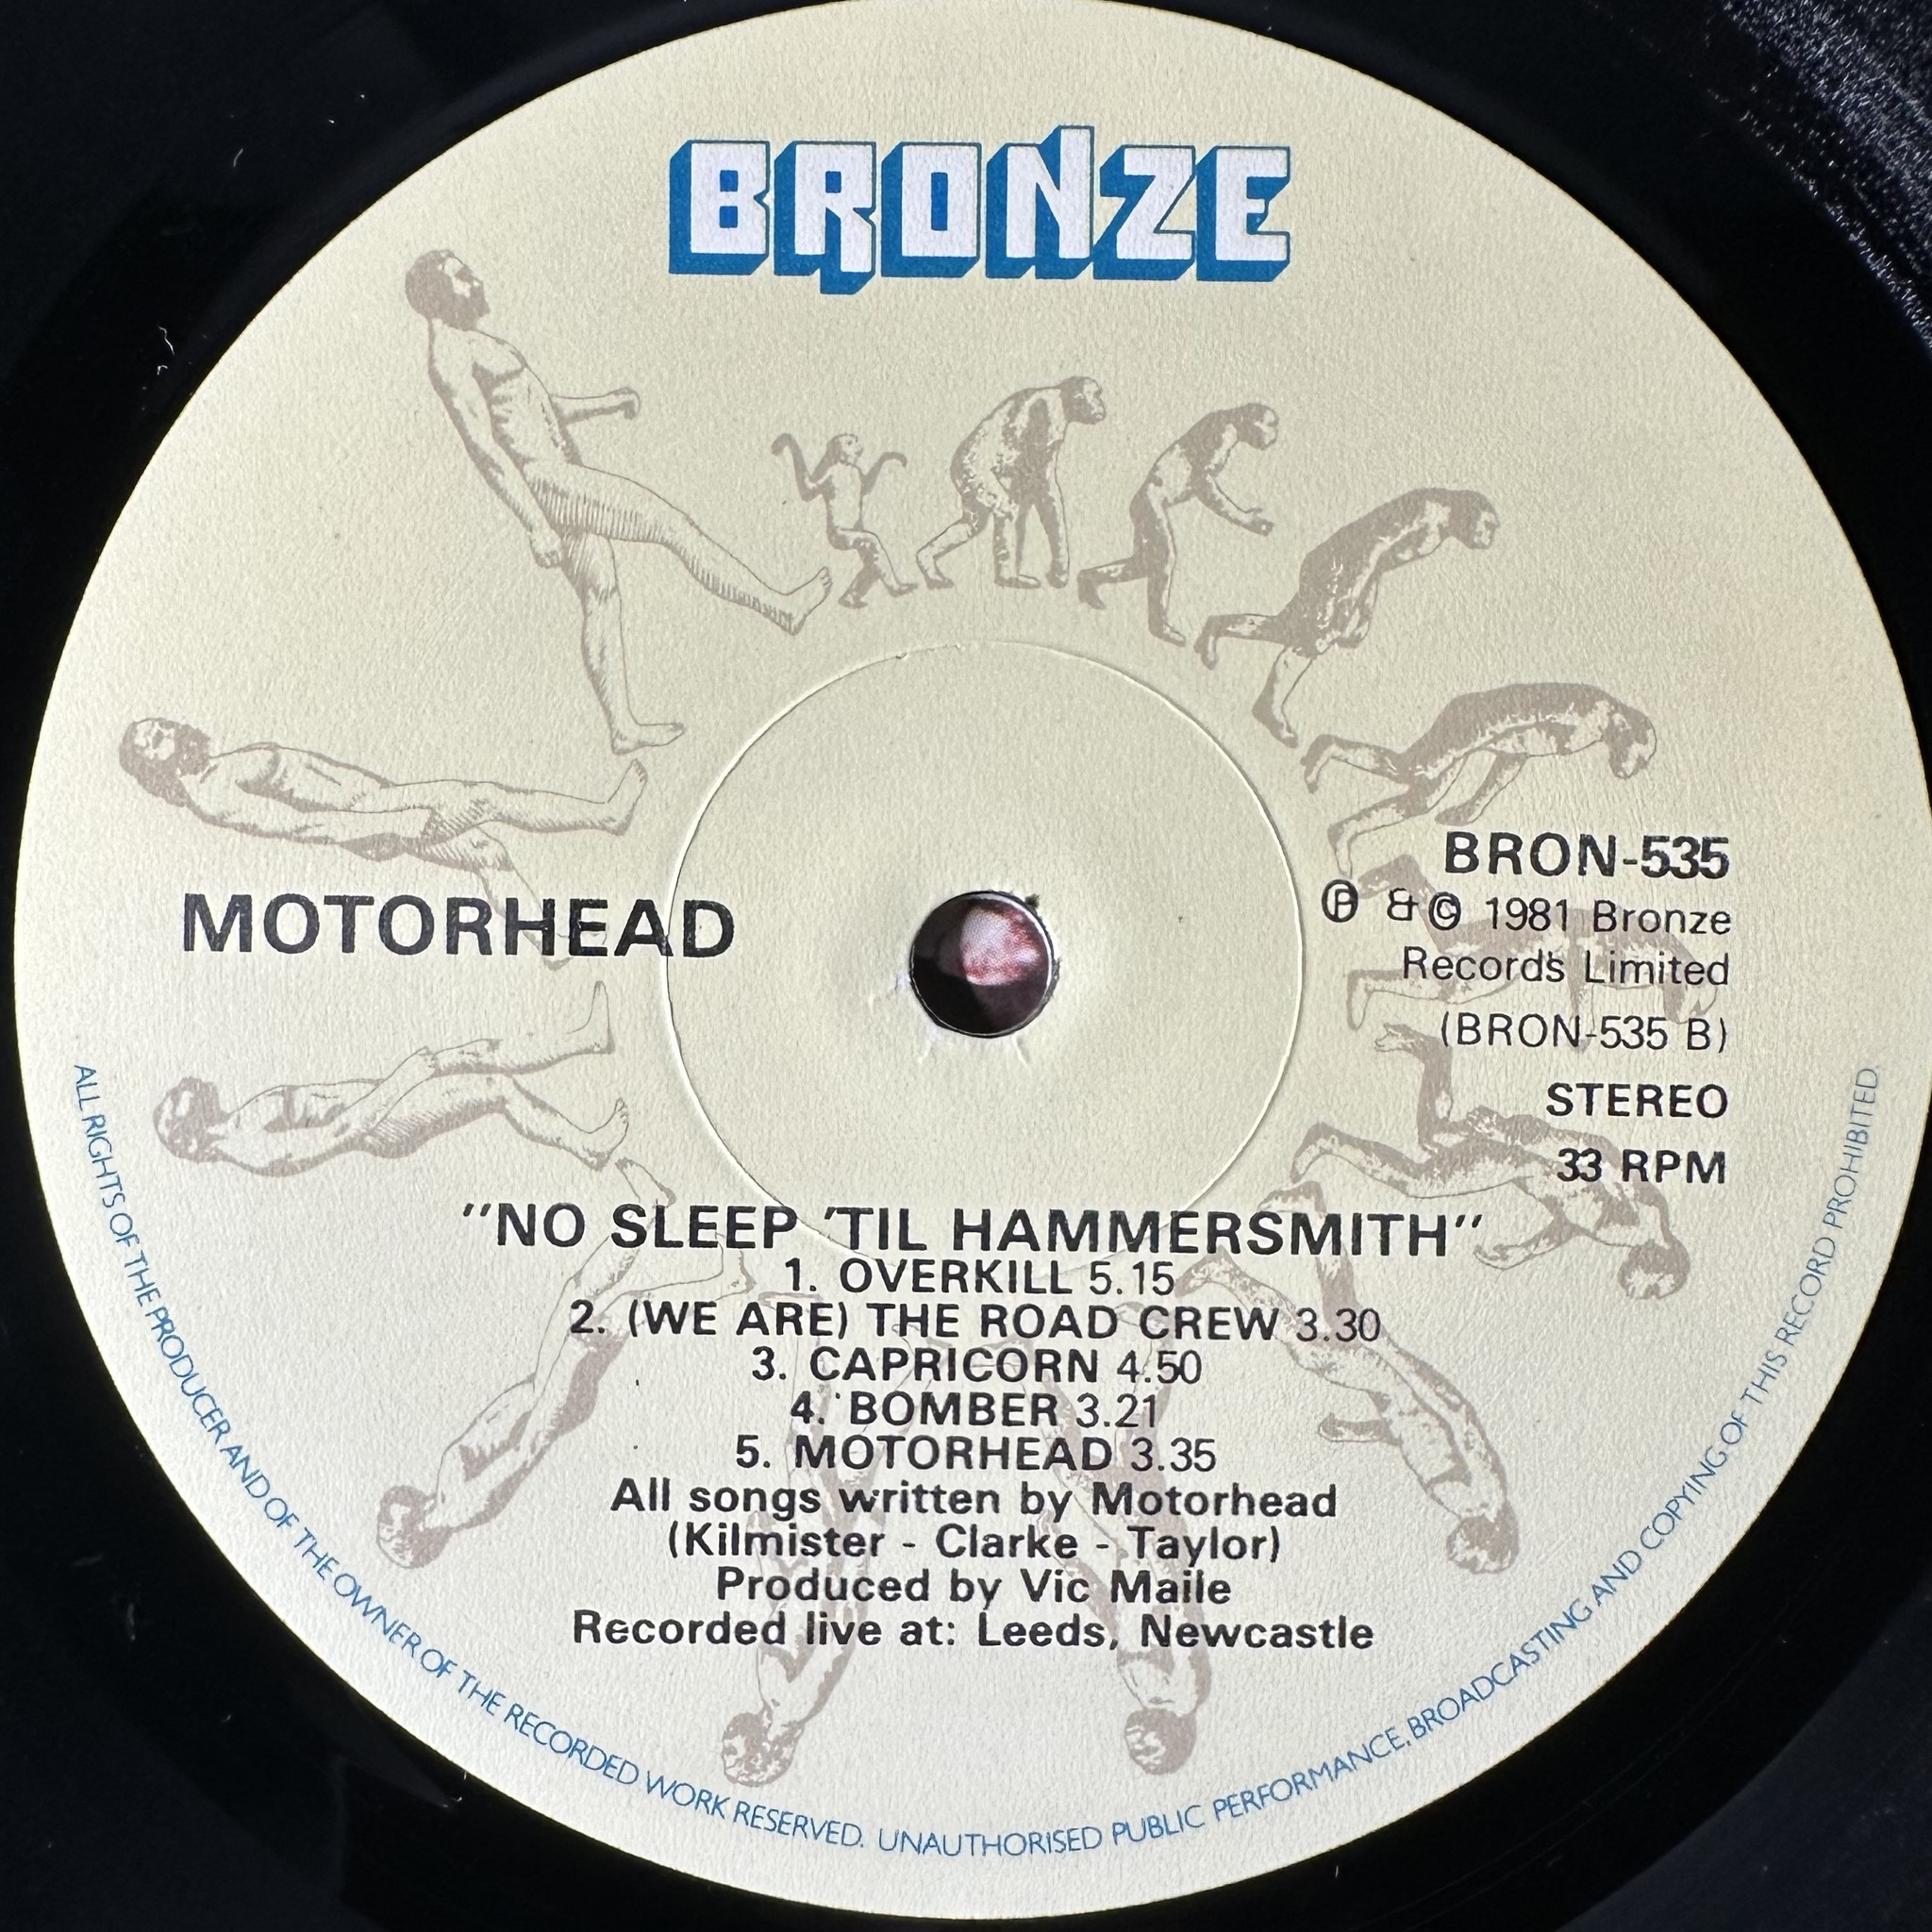 BRONZE
BRON-535
Ⓟ & © 1981 Bronze
Records Limited
MOTORHEAD
(BRON-535 B)
STEREO
33 RPM
"NO SLEEP 'TIL HAMMERSMITH"
1. OVERKILL 5.15
2. (WE ARE) THE ROAD CREW 3.30
3. CAPRICORN 4.50
4. BOMBER 3.21
5. MOTORHEAD 3.35
All songs written by Motorhead
(Kilmister - Clarke - Taylor)
Produced by Vic Maile
Recorded live at: Leeds, Newcastle
ALL RIGHTS OF THE PRODUCER AND OF THE OWNER OF THE RECORDED WORK RESERVED. UNAUTHORISED PUBLIC PERFORMANCE, BROADCASTING AND COPYING OF THIS RECORD PROHIBITED.